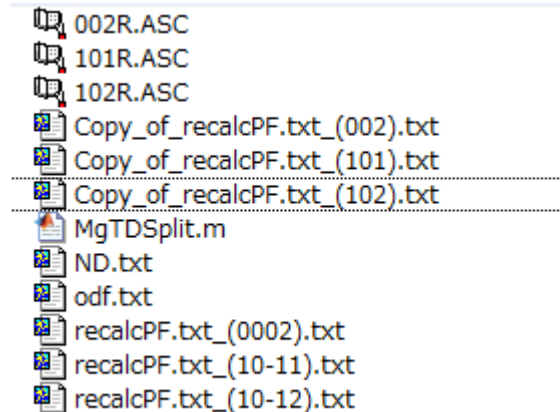 002R.ASC
101R.ASC
102R.ASC
Copy_of_recalcPF.txt_(002).txt
Copy_of_recalcPF.txt_(101).txt
Copy_of_recalcPF.txt_(102).txt
MgTDSplit.m
ND.txt
odf.txt
recalcPF.txt_(0002).txt
recalcPF.txt_(10-11).txt
recalcPF.txt_(10-12).txt